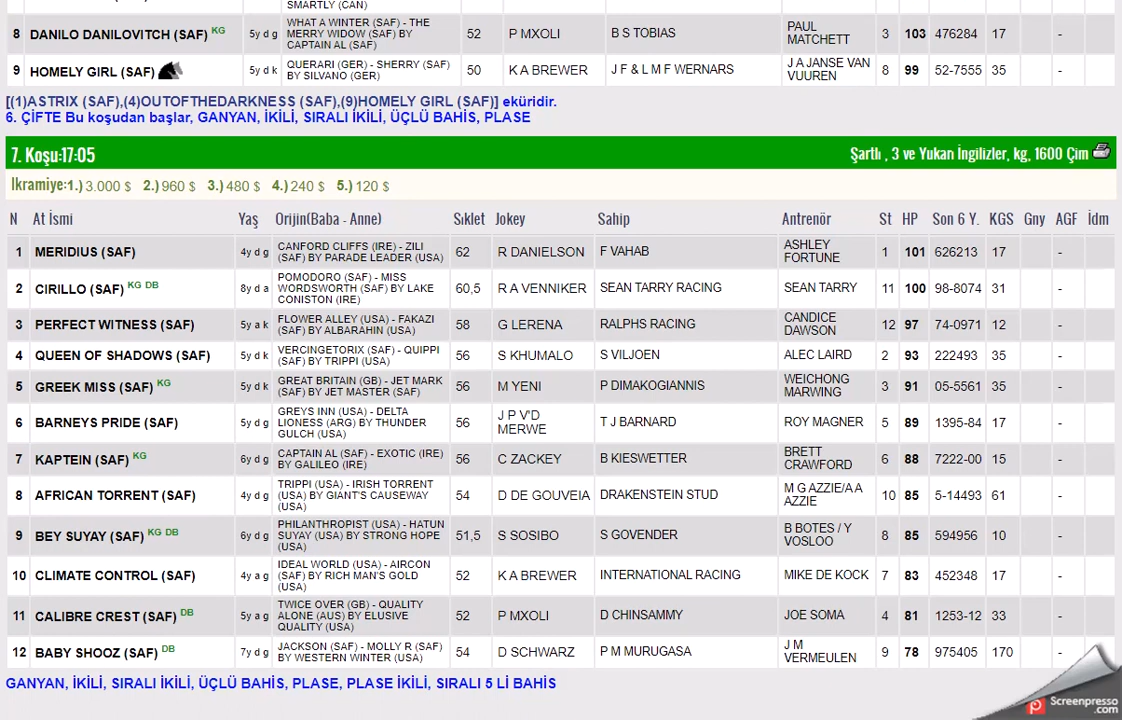 SMARTLY (CAN)
8 DANILO DANILOVITCH (SAF) KG 5y d g WHAT A WINTER (SAF) - THE MERRY WIDOW (SAF) BY CAPTAIN AL (SAF) 52 P MXOLI B S TOBIAS PAUL MATCHETT 3 103 476284 17 -
9 HOMELY GIRL (SAF) 5y d k QUERARI (GER) - SHERRY (SAF) BY SILVANO (GER) 50 K A BREWER J F & L M F WERNARS J A JANSE VAN VUUREN 8 99 52-7555 35 -
[(1)ASTRIX (SAF),(4)OUTOFTHEDARKNESS (SAF),(9)HOMELY GIRL (SAF)] eküridir.
6. ÇİFTE Bu koşudan başlar, GANYAN, İKİLİ, SIRALI İKİLİ, ÜÇLÜ BAHİS, PLASE
7. Koşu:17:05 Şartlı , 3 ve Yukarı İngilizler, kg, 1600 Çim
İkramiye:1.) 3.000 $ 2.) 960 $ 3.) 480 $ 4.) 240 $ 5.) 120 $
N At İsmi Yaş Orijin(Baba - Anne) Sıklet Jokey Sahip Antrenör St HP Son 6 Y. KGS Gny AGF İdm
1 MERIDIUS (SAF) 4y d g CANFORD CLIFFS (IRE) - ZILI (SAF) BY PARADE LEADER (USA) 62 R DANIELSON F VAHAB ASHLEY FORTUNE 1 101 626213 17 -
2 CIRILLO (SAF) KG DB 8y d a POMODORO (SAF) - MISS WORDSWORTH (SAF) BY LAKE CONISTON (IRE) 60,5 R A VENNIKER SEAN TARRY RACING SEAN TARRY 11 100 98-8074 31 -
3 PERFECT WITNESS (SAF) 5y a k FLOWER ALLEY (USA) - FAKAZI (SAF) BY ALBARAHIN (USA) 58 G LERENA RALPHS RACING CANDICE DAWSON 12 97 74-0971 12 -
4 QUEEN OF SHADOWS (SAF) 5y d k VERCINGETORIX (SAF) - QUIPPI (SAF) BY TRIPPI (USA) 56 S KHUMALO S VILJOEN ALEC LAIRD 2 93 222493 35 -
5 GREEK MISS (SAF) KG 5y d k GREAT BRITAIN (GB) - JET MARK (SAF) BY JET MASTER (SAF) 56 M YENI P DIMAKOGIANNIS WEICHONG MARWING 3 91 05-5561 35 -
6 BARNEYS PRIDE (SAF) 5y d g GREYS INN (USA) - DELTA LIONESS (ARG) BY THUNDER GULCH (USA) 56 J P V'D MERWE T J BARNARD ROY MAGNER 5 89 1395-84 17 -
7 KAPTEIN (SAF) KG 6y d g CAPTAIN AL (SAF) - EXOTIC (IRE) BY GALILEO (IRE) 56 C ZACKEY B KIESWETTER BRETT CRAWFORD 6 88 7222-00 15 -
8 AFRICAN TORRENT (SAF) 4y d g TRIPPI (USA) - IRISH TORRENT (USA) BY GIANT'S CAUSEWAY (USA) 54 D DE GOUVEIA DRAKENSTEIN STUD M G AZZIE/A A AZZIE 10 85 5-14493 61 -
9 BEY SUYAY (SAF) KG DB 6y d g PHILANTHROPIST (USA) - HATUN SUYAY (USA) BY STRONG HOPE (USA) 51,5 S SOSIBO S GOVENDER B BOTES / Y VOSLOO 8 85 594956 10 -
10 CLIMATE CONTROL (SAF) 4y a g IDEAL WORLD (USA) - AIRCON (SAF) BY RICH MAN'S GOLD (USA) 52 K A BREWER INTERNATIONAL RACING MIKE DE KOCK 7 83 452348 17 -
11 CALIBRE CREST (SAF) DB 5y a g TWICE OVER (GB) - QUALITY ALONE (AUS) BY ELUSIVE QUALITY (USA) 52 P MXOLI D CHINSAMMY JOE SOMA 4 81 1253-12 33 -
12 BABY SHOOZ (SAF) DB 7y d g JACKSON (SAF) - MOLLY R (SAF) BY WESTERN WINTER (USA) 54 D SCHWARZ P M MURUGASA J M VERMEULEN 9 78 975405 170 -
GANYAN, İKİLİ, SIRALI İKİLİ, ÜÇLÜ BAHİS, PLASE, PLASE İKİLİ, SIRALI 5 Lİ BAHİS
Screenpresso
.com